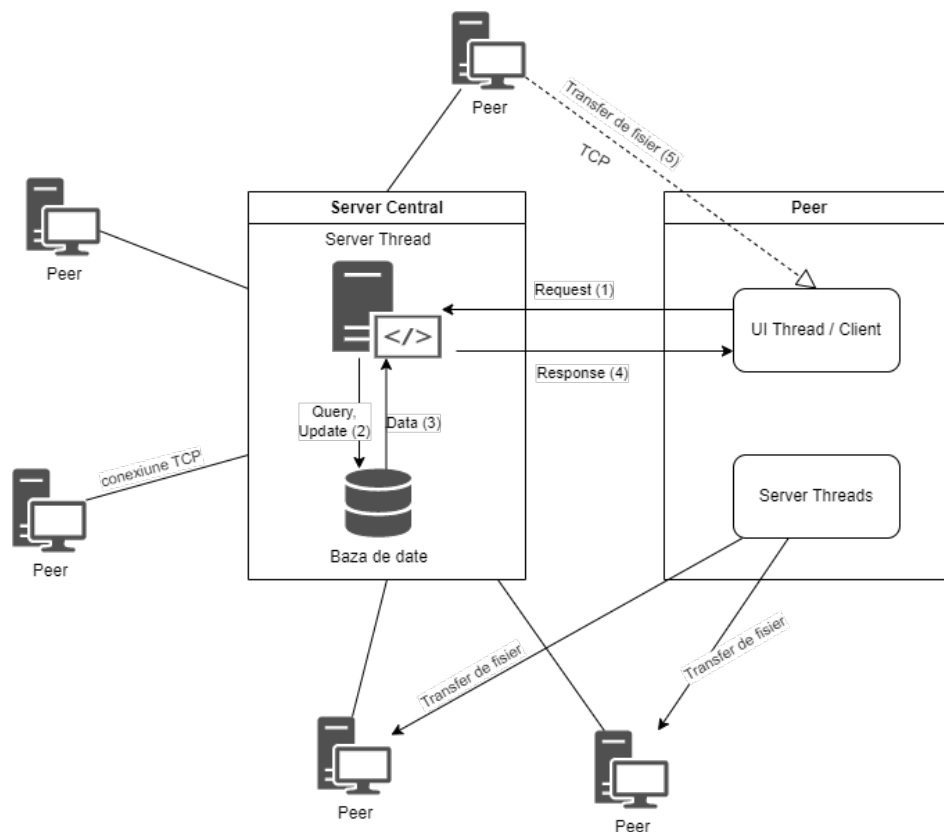 Peer
Transfer de fisier (5)
TCP
Peer
Server Central
Server Thread
</>
Peer
Request (1)
UI Thread / Client
Response (4)
Query,
Update (2)
Data (3)
conexiune TCP
Peer
Baza de date
Server Threads
Transfer de fisier
Transfer de fisier
Peer
Peer